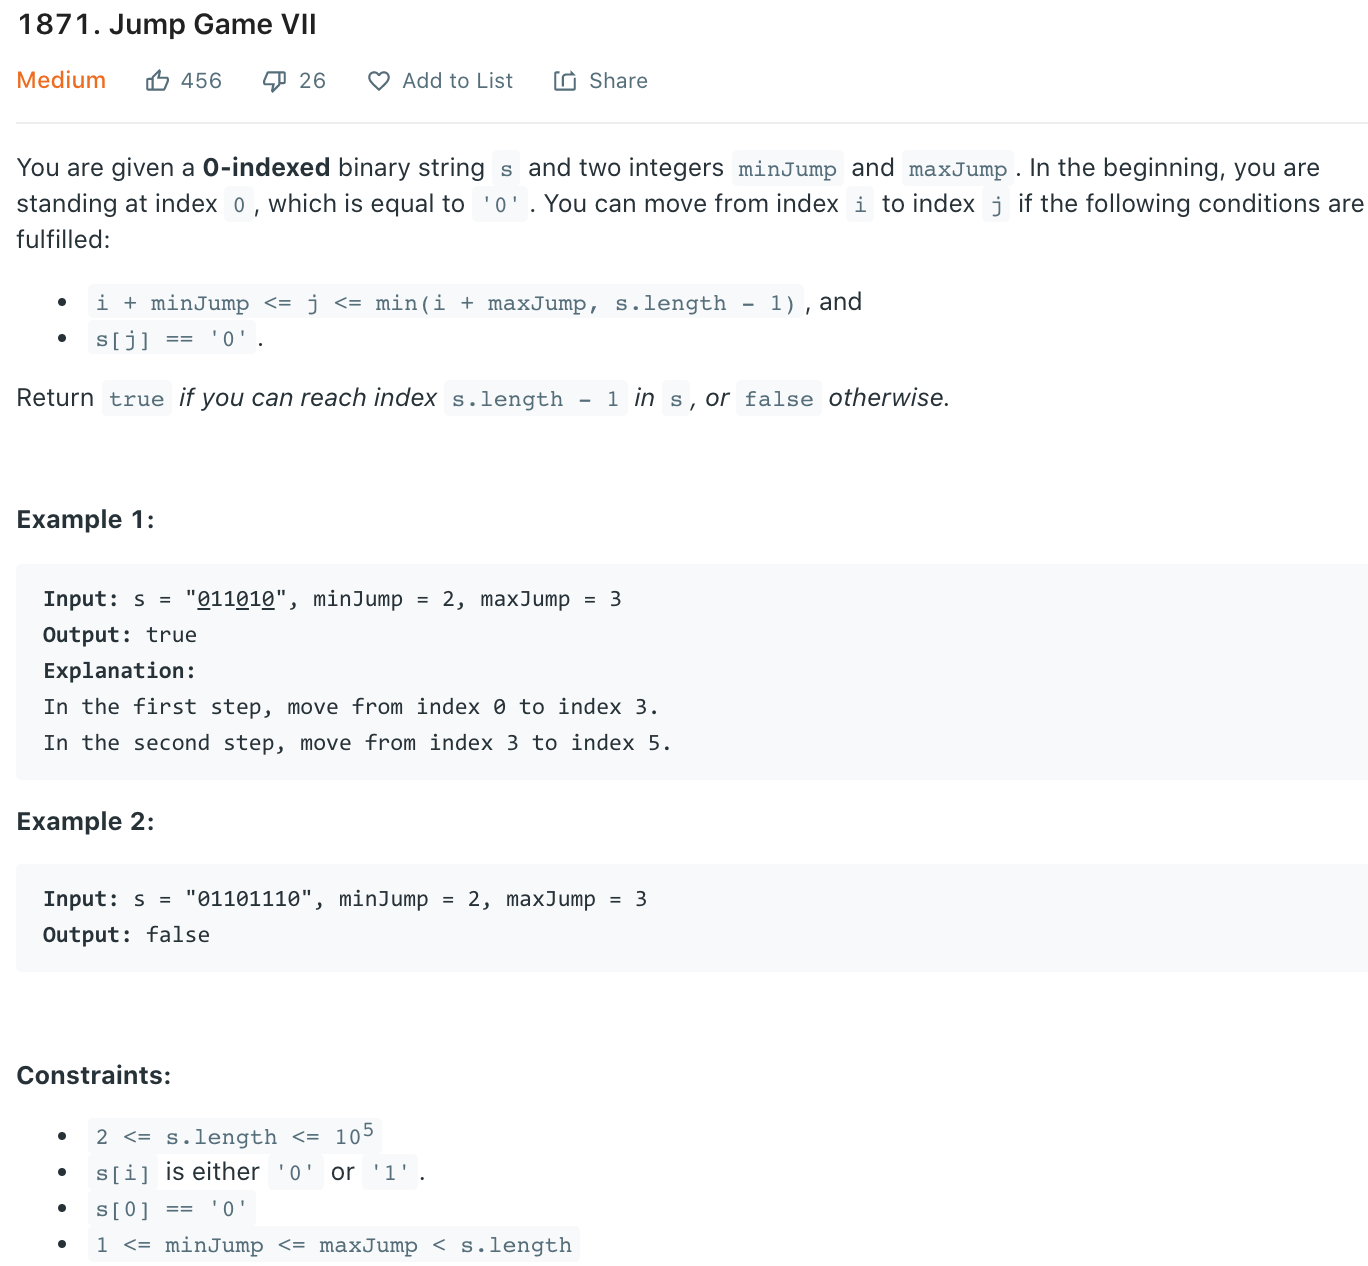 1871. Jump Game VII
Medium 456 26 Add to List Share
You are given a 0-indexed binary string s and two integers minJump and maxJump. In the beginning, you are
standing at index 0, which is equal to '0'. You can move from index i to index j if the following conditions are
fulfilled:
• i + minJump <= j <= min(i + maxJump, s.length - 1), and
• s[j] == '0'.
Return true if you can reach index s.length - 1 in s, or false otherwise.
Example 1:
Input: s = "011010", minJump = 2, maxJump = 3
Output: true
Explanation:
In the first step, move from index 0 to index 3.
In the second step, move from index 3 to index 5.
Example 2:
Input: s = "01101110", minJump = 2, maxJump = 3
Output: false
Constraints:
• 2 <= s.length <= 10⁵
• s[i] is either '0' or '1'.
• s[0] == '0'
• 1 <= minJump <= maxJump < s.length